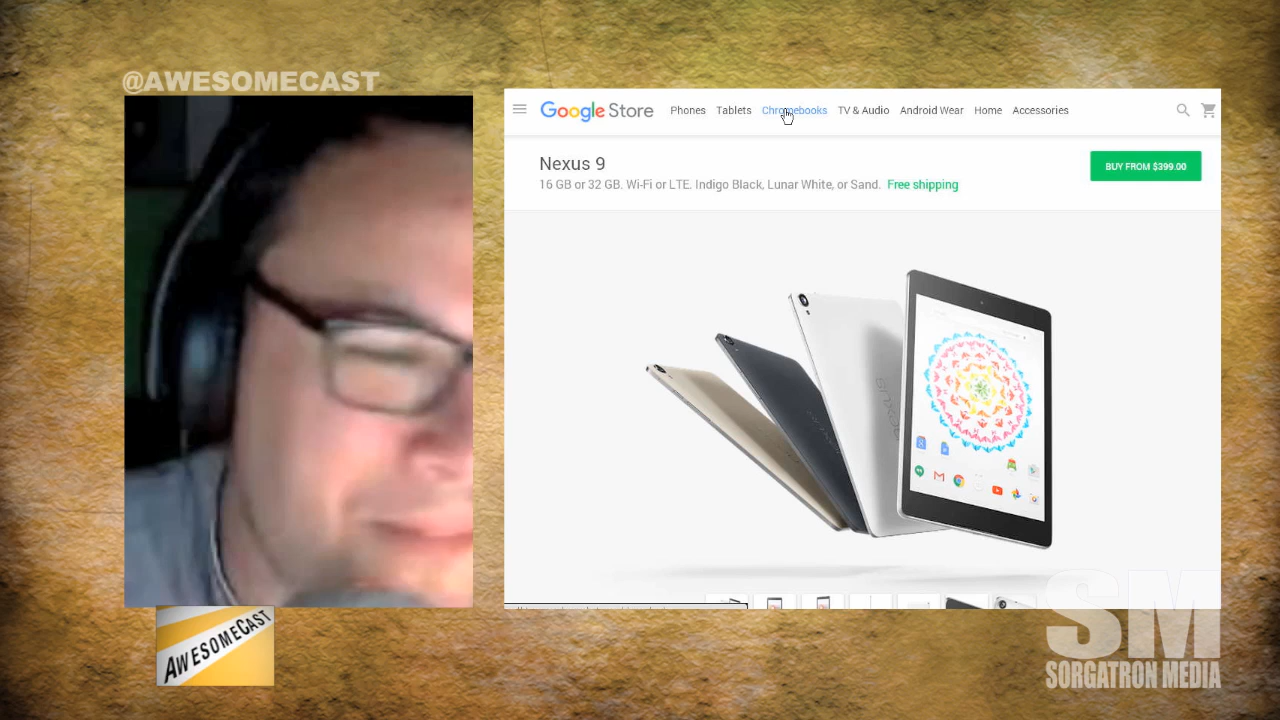 @AWESOMECAST
Google Store
Phones Tablets Chromebooks TV & Audio Android Wear Home Accessories
Nexus 9
16 GB or 32 GB. Wi-Fi or LTE. Indigo Black, Lunar White, or Sand. Free shipping
BUY FROM $399.00
nexus
AWESOMECAST
SM
SORGATRON MEDIA